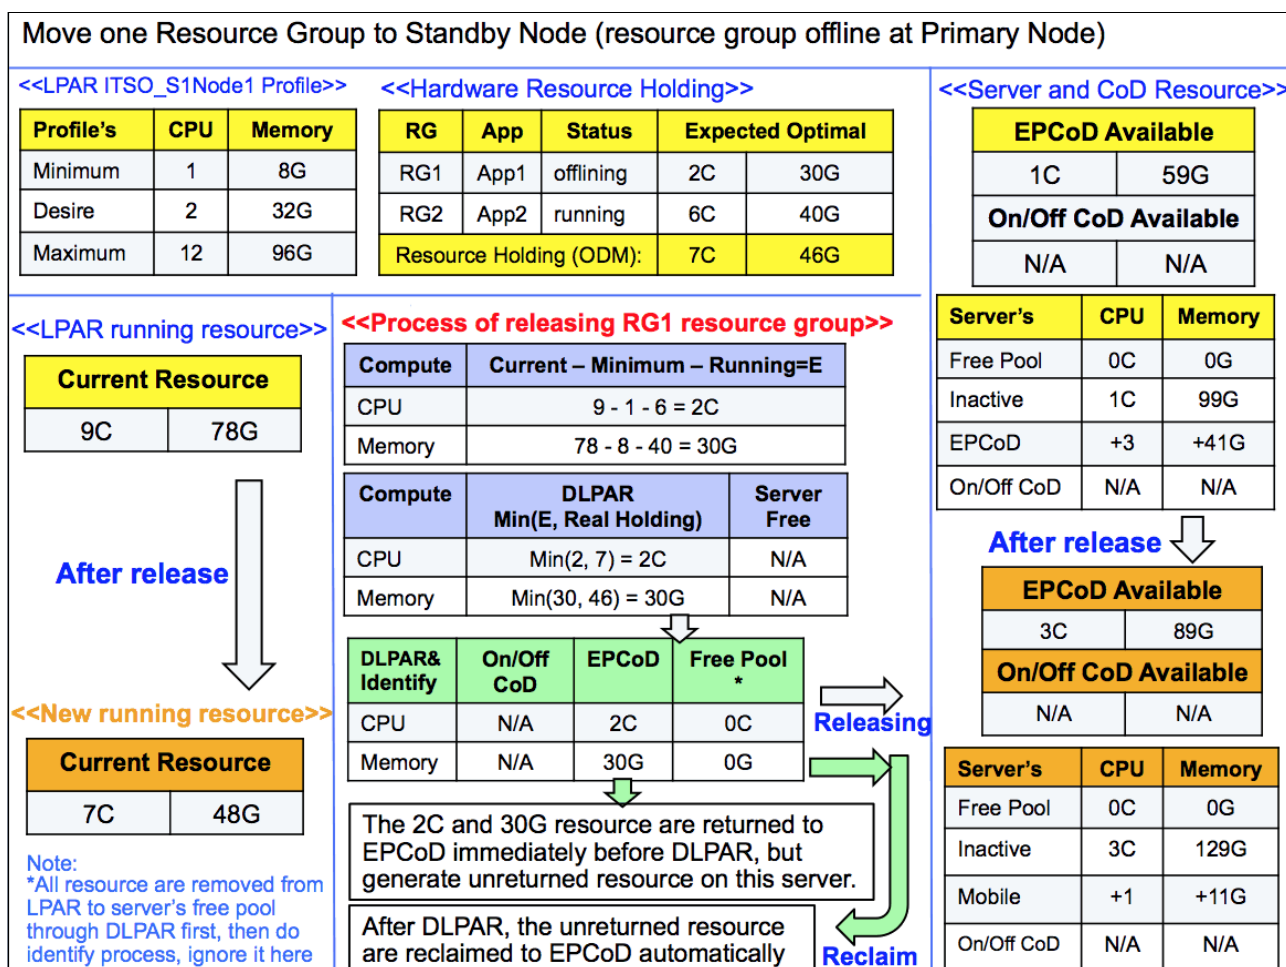 Move one Resource Group to Standby Node (resource group offline at Primary Node)
<<LPAR ITSO_S1Node1 Profile>>
Profile's CPU Memory
Minimum 1 8G
Desire 2 32G
Maximum 12 96G
<<Hardware Resource Holding>>
RG App Status Expected Optimal
RG1 App1 offlining 2C 30G
RG2 App2 running 6C 40G
Resource Holding (ODM): 7C 46G
<<Server and CoD Resource>>
EPCoD Available
1C 59G
On/Off CoD Available
N/A N/A
Server's CPU Memory
Free Pool 0C 0G
Inactive 1C 99G
EPCoD +3 +41G
On/Off CoD N/A N/A
After release
EPCoD Available
3C 89G
On/Off CoD Available
N/A N/A
Server's CPU Memory
Free Pool 0C 0G
Inactive 3C 129G
Mobile +1 +11G
On/Off CoD N/A N/A
<<LPAR running resource>>
Current Resource
9C 78G
After release
<<New running resource>>
Current Resource
7C 48G
Note:
*All resource are removed from
LPAR to server's free pool
through DLPAR first, then do
identify process, ignore it here
<<Process of releasing RG1 resource group>>
Compute Current – Minimum – Running=E
CPU 9 - 1 - 6 = 2C
Memory 78 - 8 - 40 = 30G
Compute DLPAR Server
Min(E, Real Holding) Free
CPU Min(2, 7) = 2C N/A
Memory Min(30, 46) = 30G N/A
DLPAR& On/Off EPCoD Free Pool
Identify CoD *
CPU N/A 2C 0C
Memory N/A 30G 0G
Releasing
The 2C and 30G resource are returned to
EPCoD immediately before DLPAR, but
generate unreturned resource on this server.
After DLPAR, the unreturned resource
are reclaimed to EPCoD automatically
Reclaim